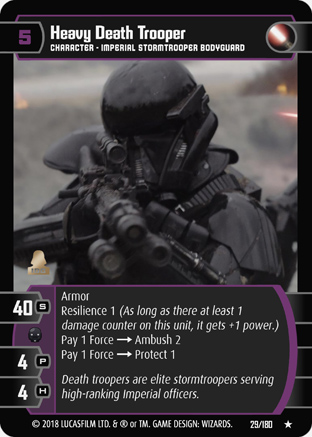 5 Heavy Death Trooper
CHARACTER - IMPERIAL STORMTROOPER BODYGUARD
Armor
40 S
Resilience 1 (As long as there at least 1
damage counter on this unit, it gets +1 power.)
Pay 1 Force → Ambush 2
4 P
Pay 1 Force → Protect 1
4 H
Death troopers are elite stormtroopers serving
high-ranking Imperial officers.
© 2018 LUCASFILM LTD. & ® or TM. GAME DESIGN: WIZARDS. 29/180 ★